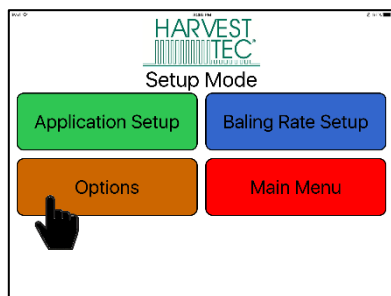 HARVEST
TEC
Setup Mode
Application Setup
Baling Rate Setup
Options
Main Menu